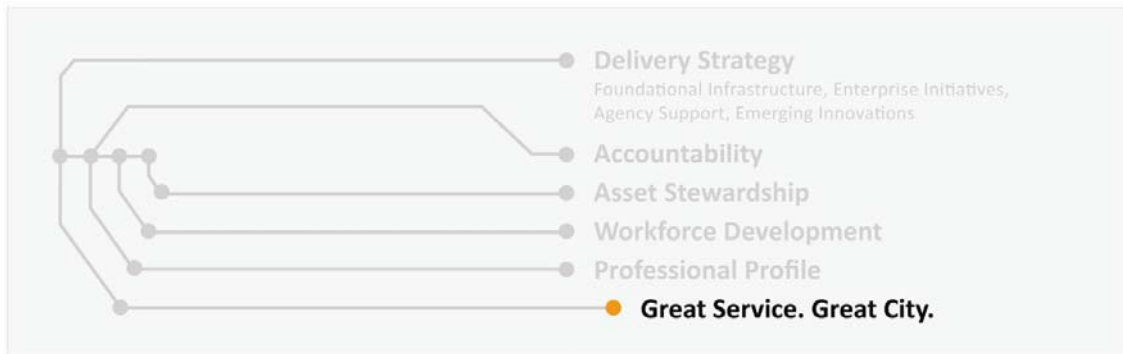 Delivery Strategy
Foundational Infrastructure, Enterprise Initiatives,
Agency Support, Emerging Innovations
Accountability
Asset Stewardship
Workforce Development
Professional Profile
Great Service. Great City.